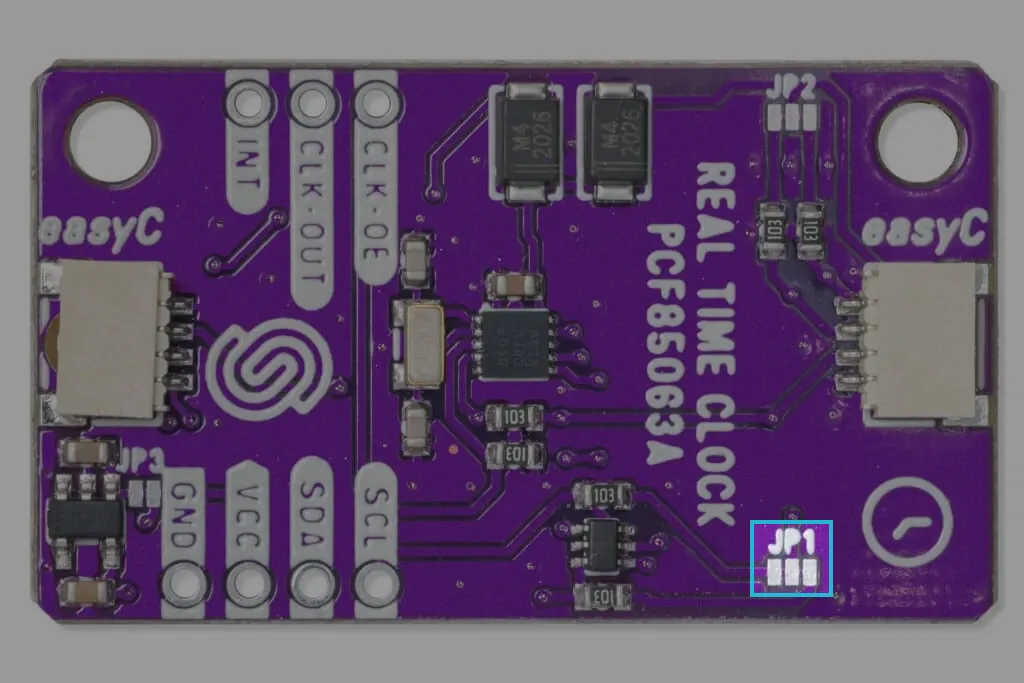 JP2
INT
CLK-OUT
CLK-OE
M4
2026
M4
2026
easyC
easyC
REAL TIME CLOCK
PCF85063A
103
103
103
103
JP3
GND
VCC
SDA
SCL
103
103
JP1